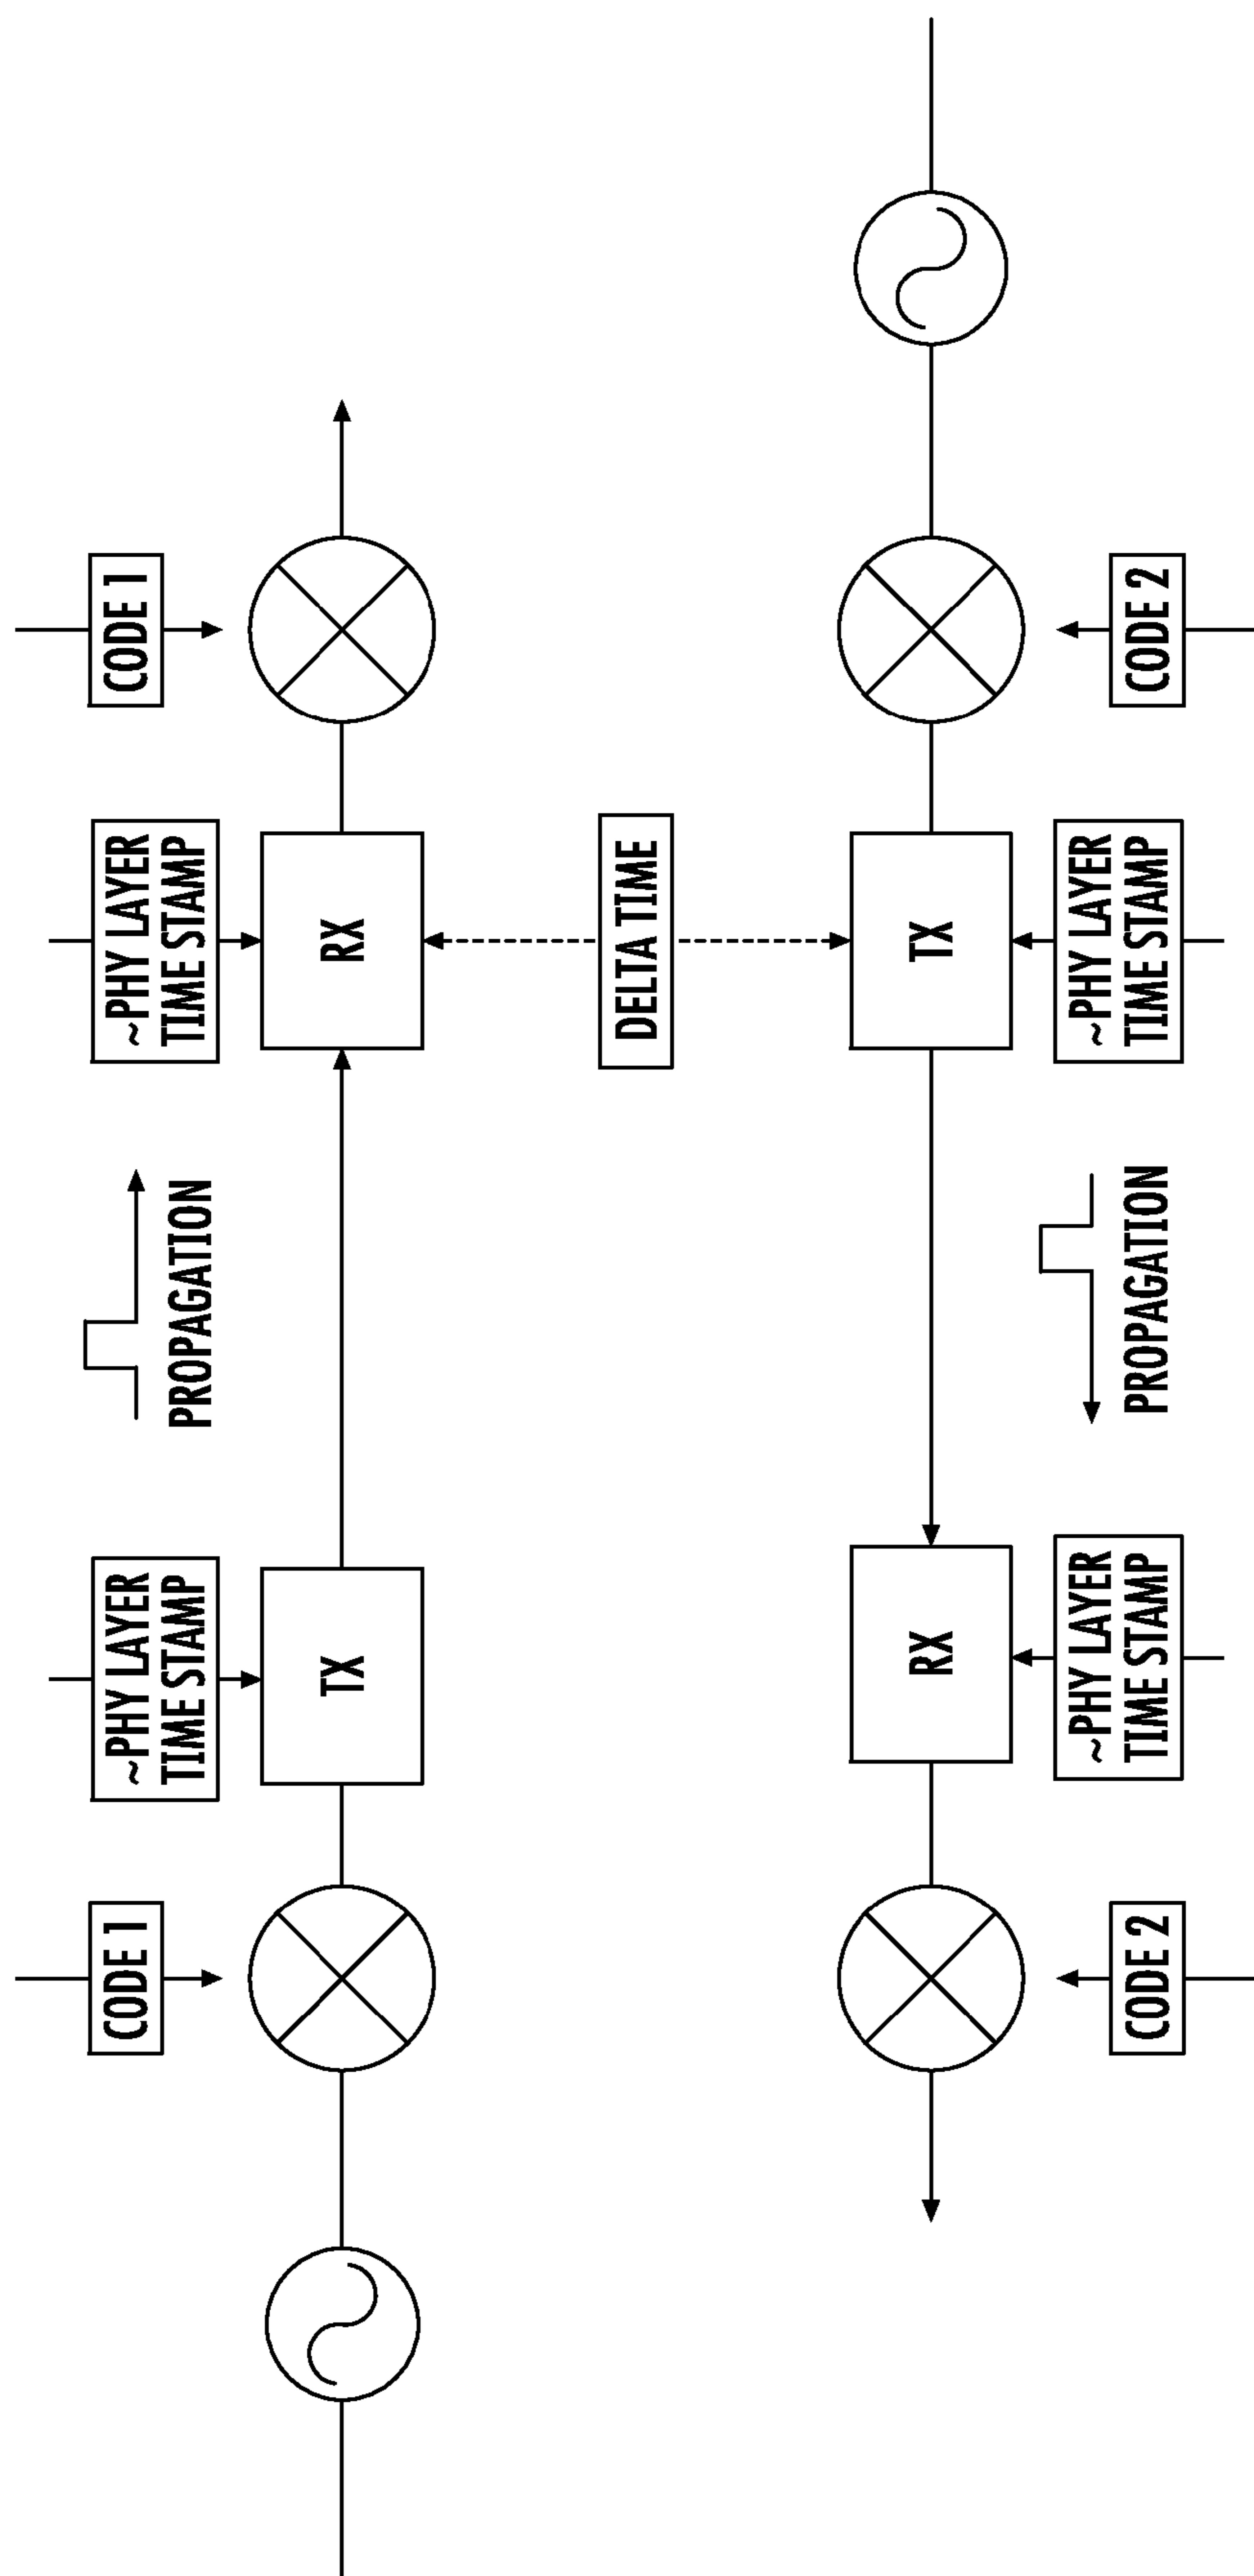 CODE 1
~PHY LAYER
TIME STAMP
PROPAGATION
~PHY LAYER
TIME STAMP
CODE 1
TX
RX
DELTA TIME
RX
TX
CODE 2
~PHY LAYER
TIME STAMP
PROPAGATION
~PHY LAYER
TIME STAMP
CODE 2